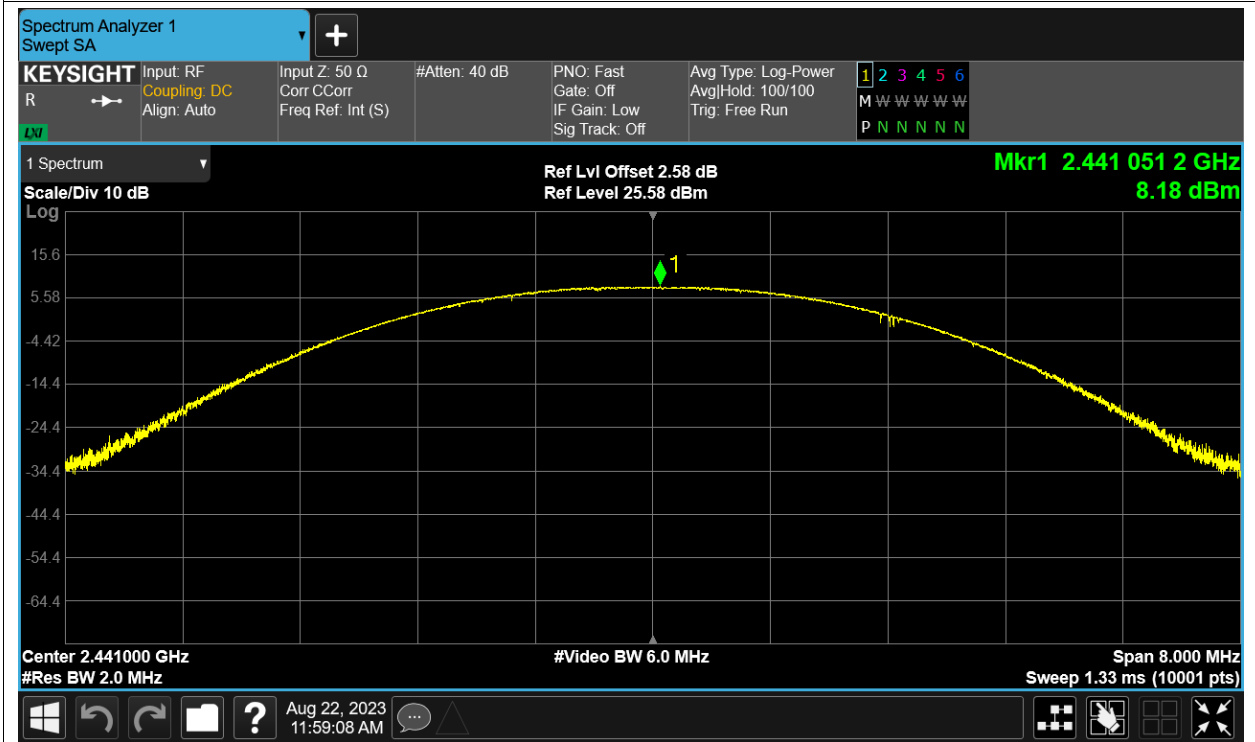 Spectrum Analyzer 1
Swept SA
+
KEYSIGHT
R
LXI
Input: RF
Coupling: DC
Align: Auto
Input Z: 50 Ω
Corr CCorr
Freq Ref: Int (S)
#Atten: 40 dB
PNO: Fast
Gate: Off
IF Gain: Low
Sig Track: Off
Avg Type: Log-Power
Avg|Hold: 100/100
Trig: Free Run
1 2 3 4 5 6
M W W W W W
P N N N N N
1 Spectrum
Scale/Div 10 dB
Log
Ref Lvl Offset 2.58 dB
Ref Level 25.58 dBm
Mkr1 2.441 051 2 GHz
8.18 dBm
1
15.6
5.58
-4.42
-14.4
-24.4
-34.4
-44.4
-54.4
-64.4
Center 2.441000 GHz
#Res BW 2.0 MHz
#Video BW 6.0 MHz
Span 8.000 MHz
Sweep 1.33 ms (10001 pts)
?
Aug 22, 2023
11:59:08 AM